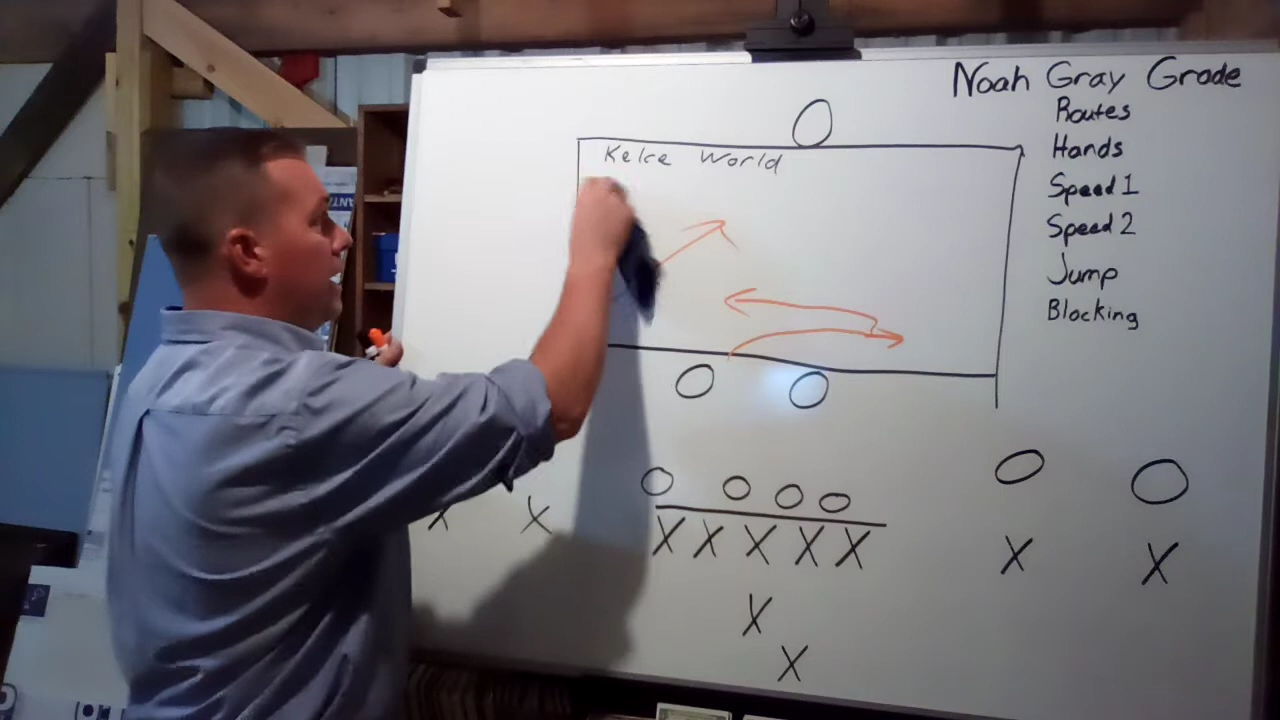 Noah Gray Grade
Routes
Hands
Kelce World
Speed 1
Speed 2
Jump
Blocking
O
O O
O O O O O O
X X X X X X X X X
X
X